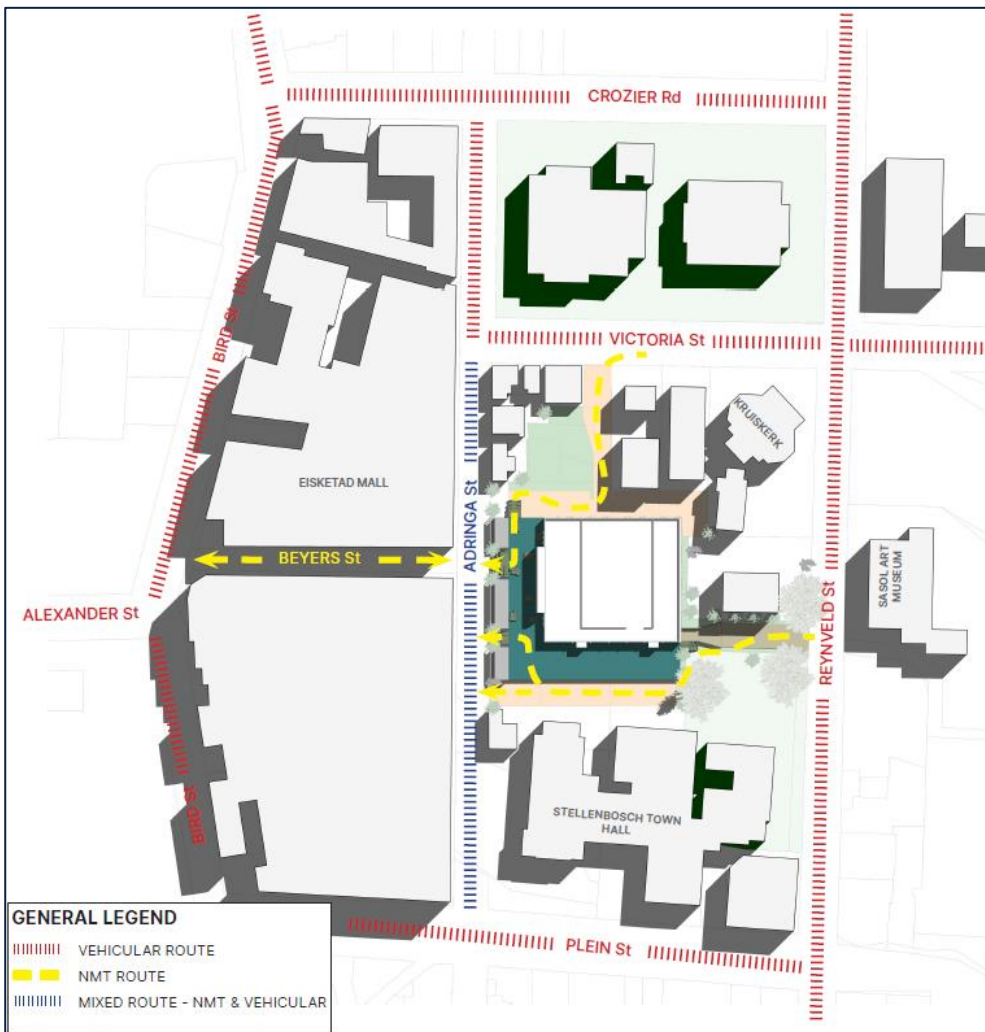 CROZIER Rd
BIRD St
VICTORIA St
KRUISKERK
EISKETAD MALL
ADRINGA St
BEYERS St
ALEXANDER St
SASOL ART
MUSEUM
REYNVELD St
BIRD St
STELLENBOSCH TOWN
HALL
PLEIN St
GENERAL LEGEND
VEHICULAR ROUTE
NMT ROUTE
MIXED ROUTE - NMT & VEHICULAR